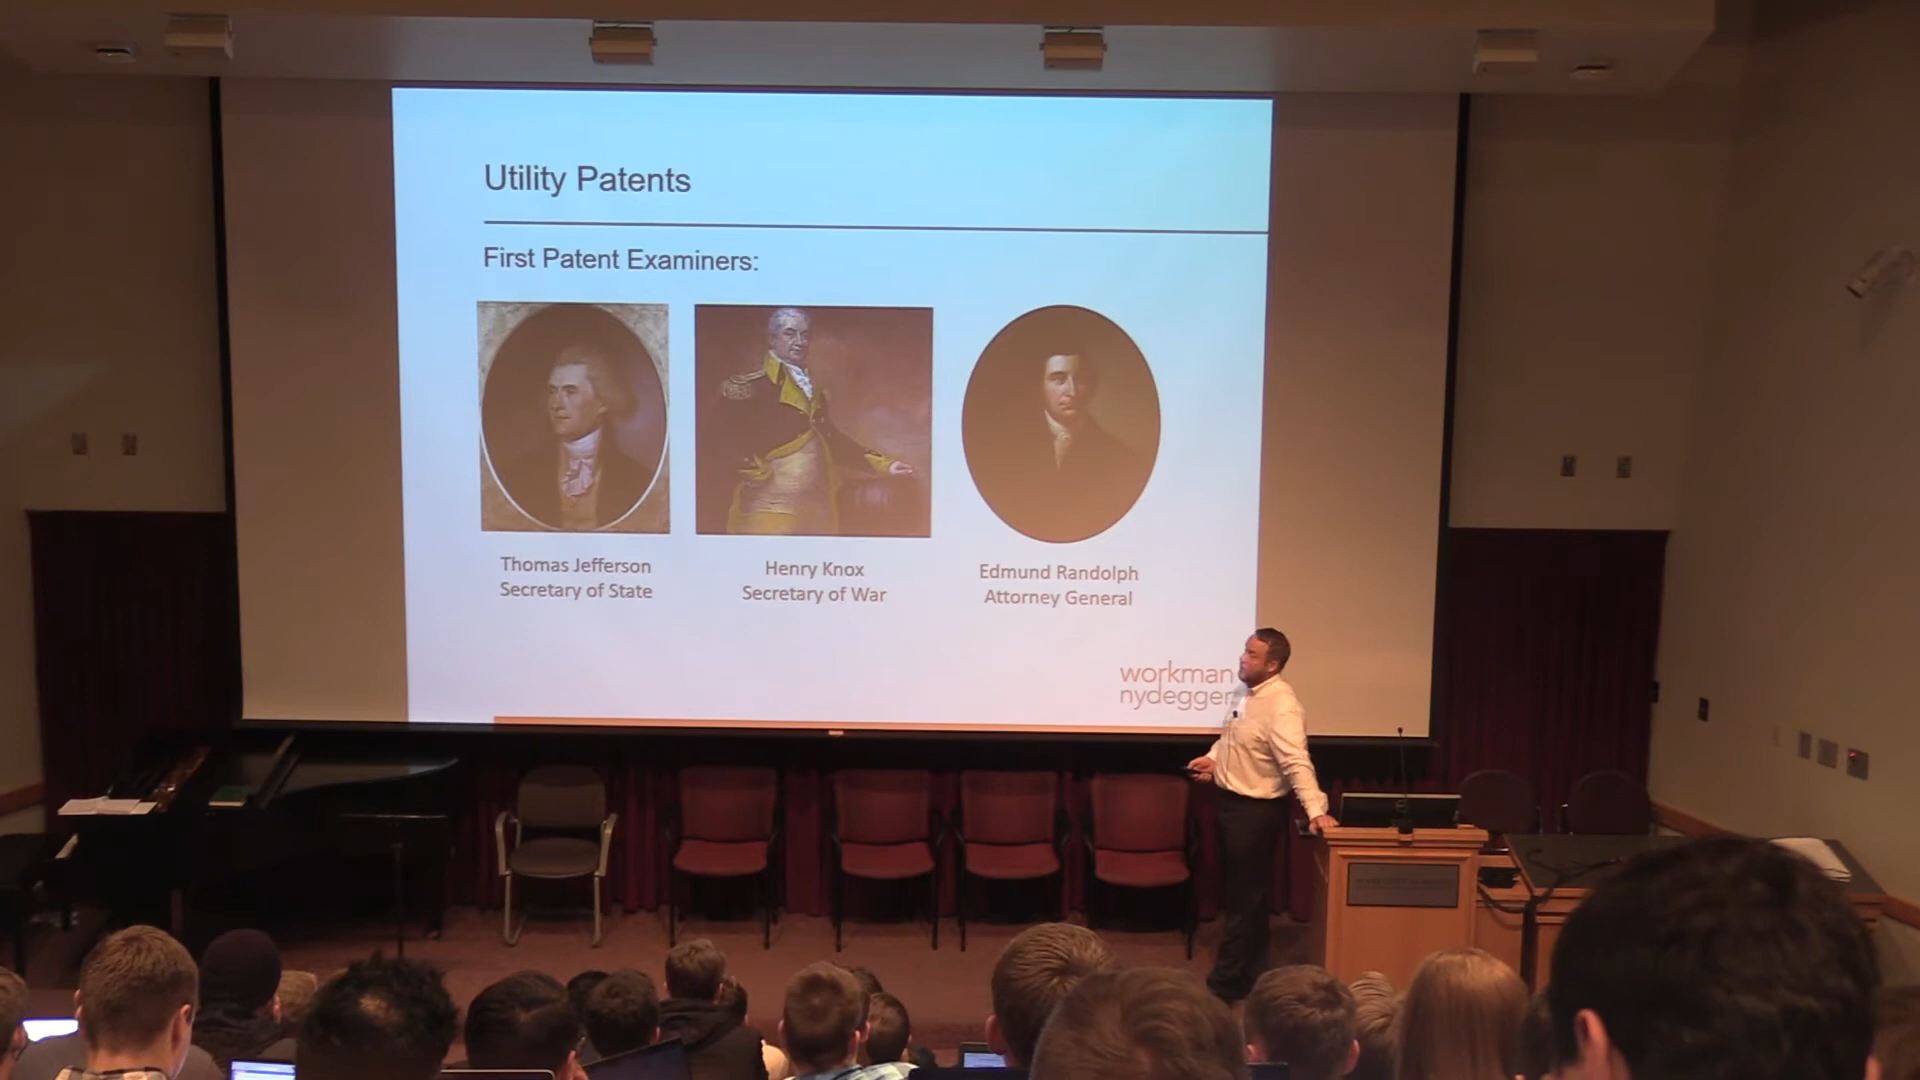 Utility Patents
First Patent Examiners:
Thomas Jefferson
Secretary of State
Henry Knox
Secretary of War
Edmund Randolph
Attorney General
workman
nydegger